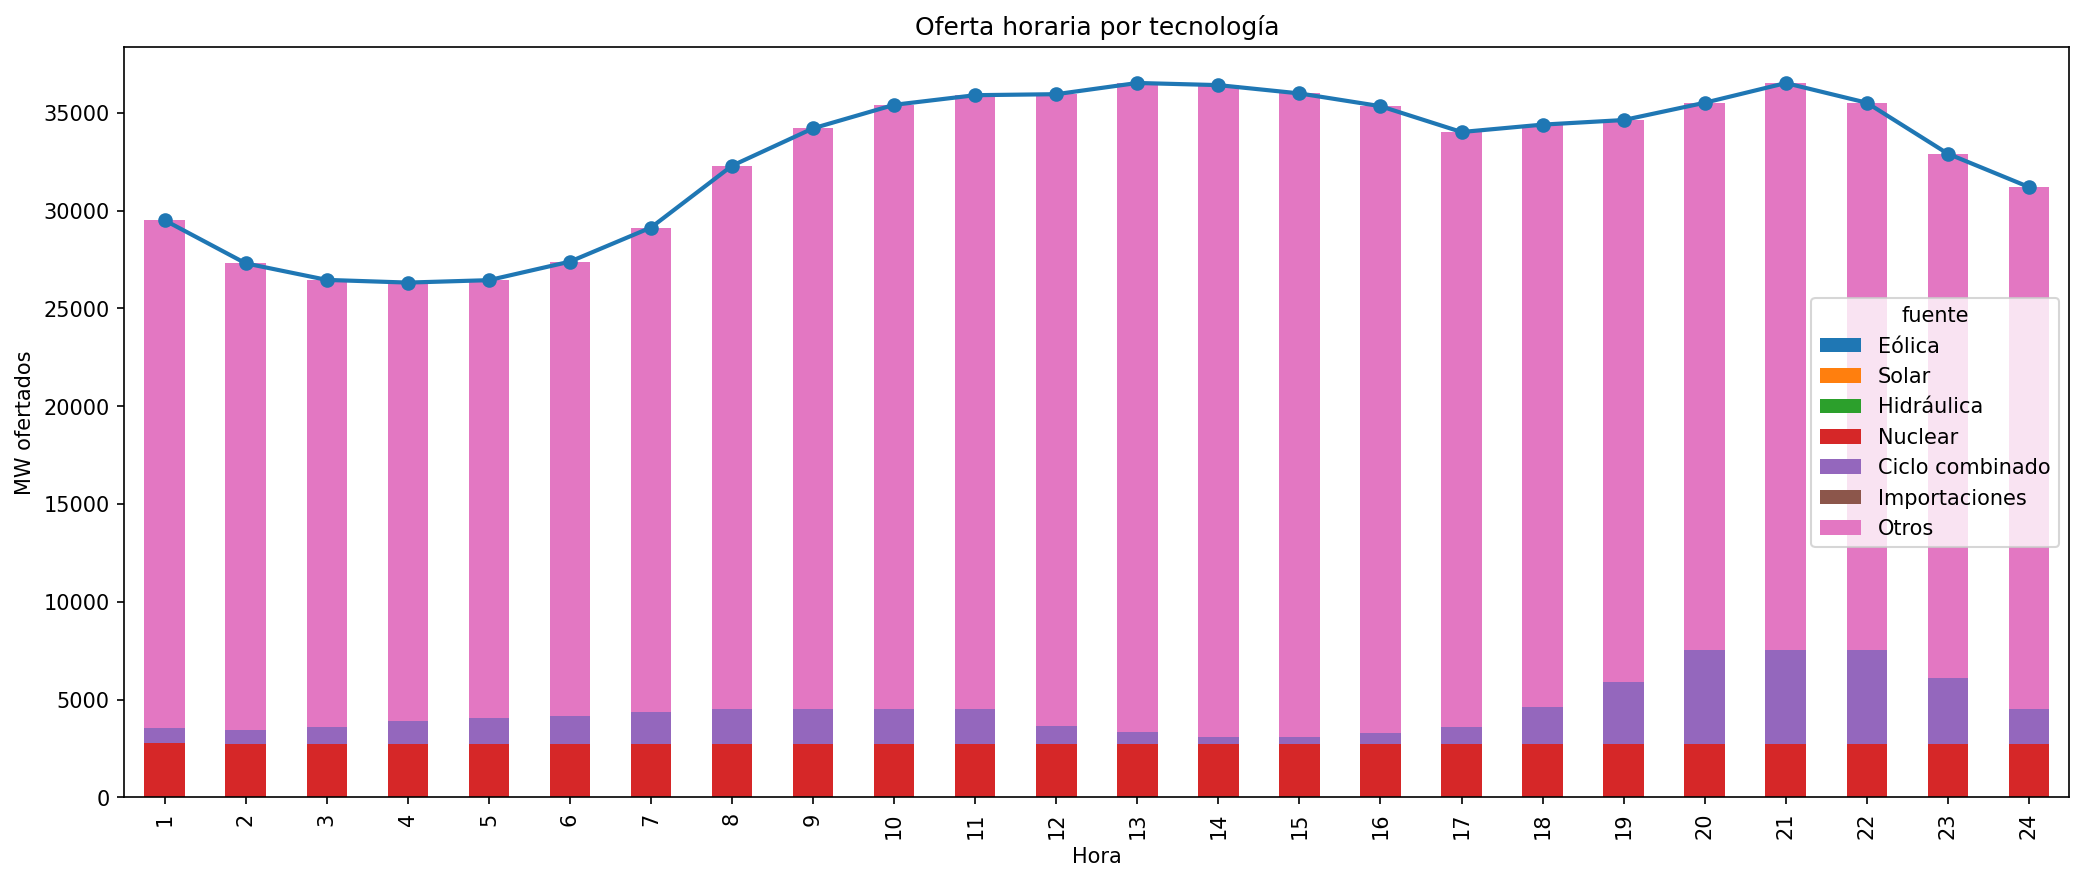 Oferta horaria por tecnología
MW ofertados
35000
30000
25000
20000
15000
10000
5000
0
fuente
Eólica
Solar
Hidráulica
Nuclear
Ciclo combinado
Importaciones
Otros
1 2 3 4 5 6 7 8 9 10 11 12 13 14 15 16 17 18 19 20 21 22 23 24
Hora